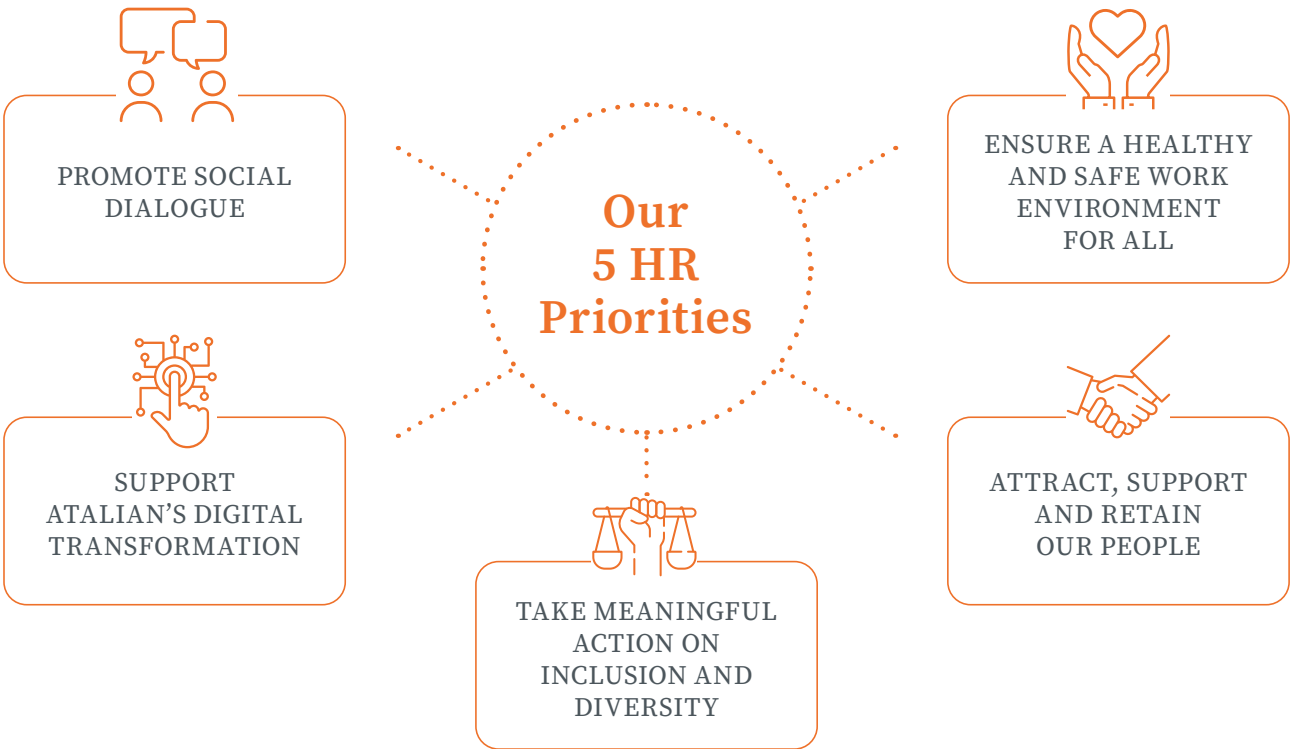 Our
5 HR
Priorities
PROMOTE SOCIAL
DIALOGUE
ENSURE A HEALTHY
AND SAFE WORK
ENVIRONMENT
FOR ALL
SUPPORT
ATALIAN’S DIGITAL
TRANSFORMATION
ATTRACT, SUPPORT
AND RETAIN
OUR PEOPLE
TAKE MEANINGFUL
ACTION ON
INCLUSION AND
DIVERSITY